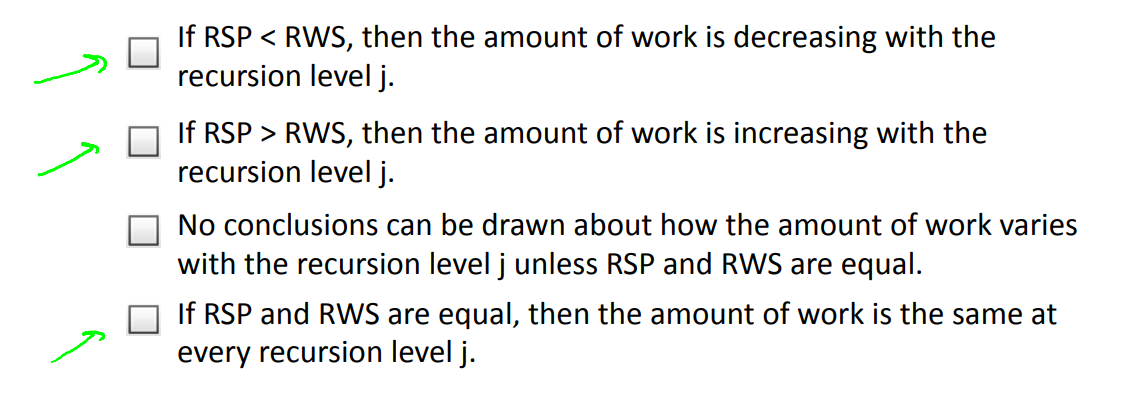 If RSP < RWS, then the amount of work is decreasing with the
recursion level j.
If RSP > RWS, then the amount of work is increasing with the
recursion level j.
No conclusions can be drawn about how the amount of work varies
with the recursion level j unless RSP and RWS are equal.
If RSP and RWS are equal, then the amount of work is the same at
every recursion level j.